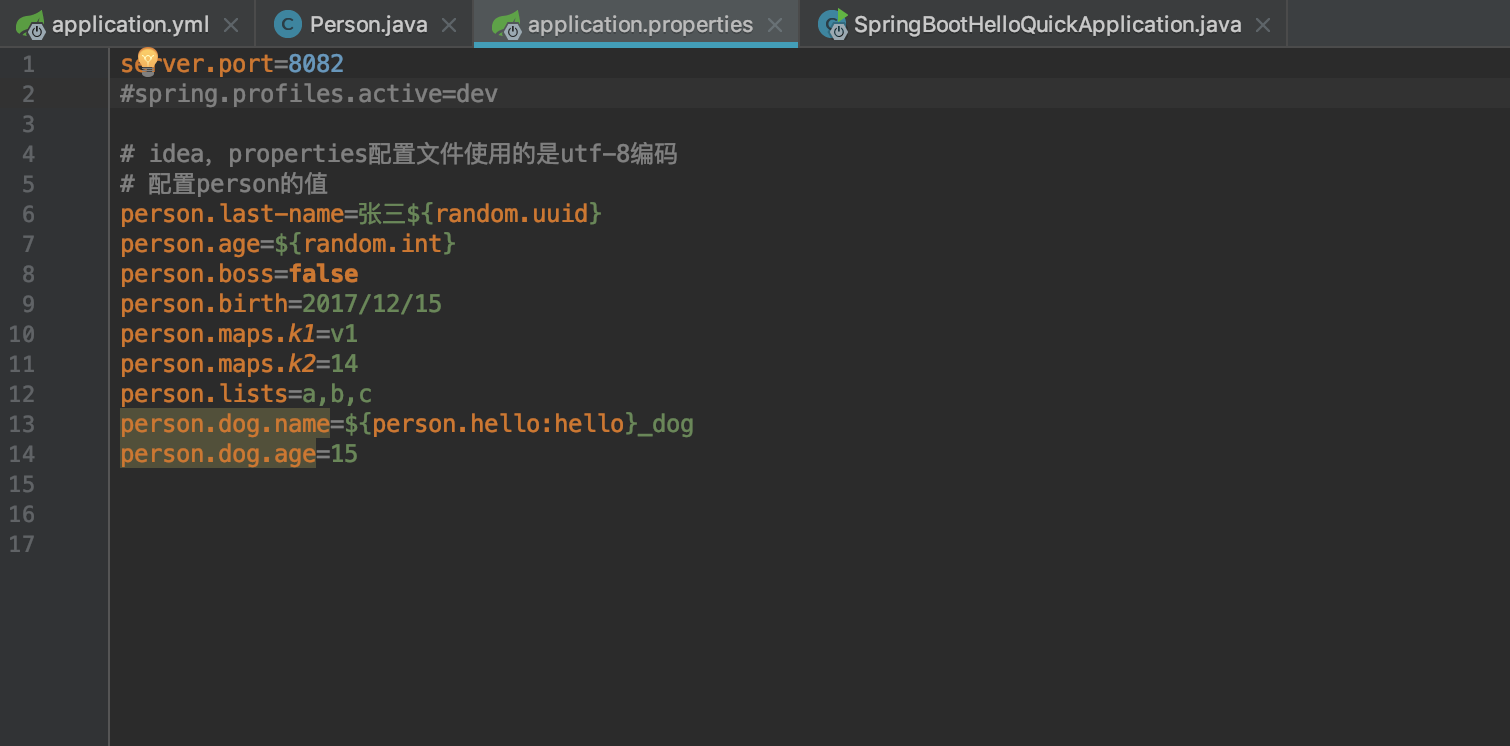 application.yml
Person.java
application.properties
SpringBootHelloQuickApplication.java
1 server.port=8082
2 #spring.profiles.active=dev
3
4 # idea，properties配置文件使用的是utf-8编码
5 # 配置person的值
6 person.last-name=张三${random.uuid}
7 person.age=${random.int}
8 person.boss=false
9 person.birth=2017/12/15
10 person.maps.k1=v1
11 person.maps.k2=14
12 person.lists=a,b,c
13 person.dog.name=${person.hello:hello}_dog
14 person.dog.age=15
15
16
17